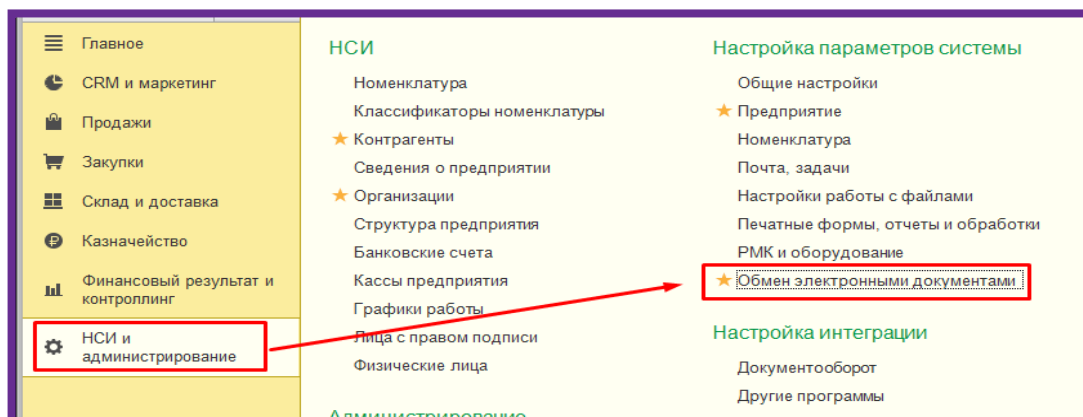 Главное
CRM и маркетинг
Продажи
Закупки
Склад и доставка
Казначейство
Финансовый результат и
контроллинг
НСИ и
администрирование
НСИ
Номенклатура
Классификаторы номенклатуры
Контрагенты
Сведения о предприятии
Организации
Структура предприятия
Банковские счета
Кассы предприятия
Графики работы
Лица с правом подписи
Физические лица
Администрирование
Настройка параметров системы
Общие настройки
Предприятие
Номенклатура
Почта, задачи
Настройки работы с файлами
Печатные формы, отчеты и обработки
РМК и оборудование
Обмен электронными документами
Настройка интеграции
Документооборот
Другие программы